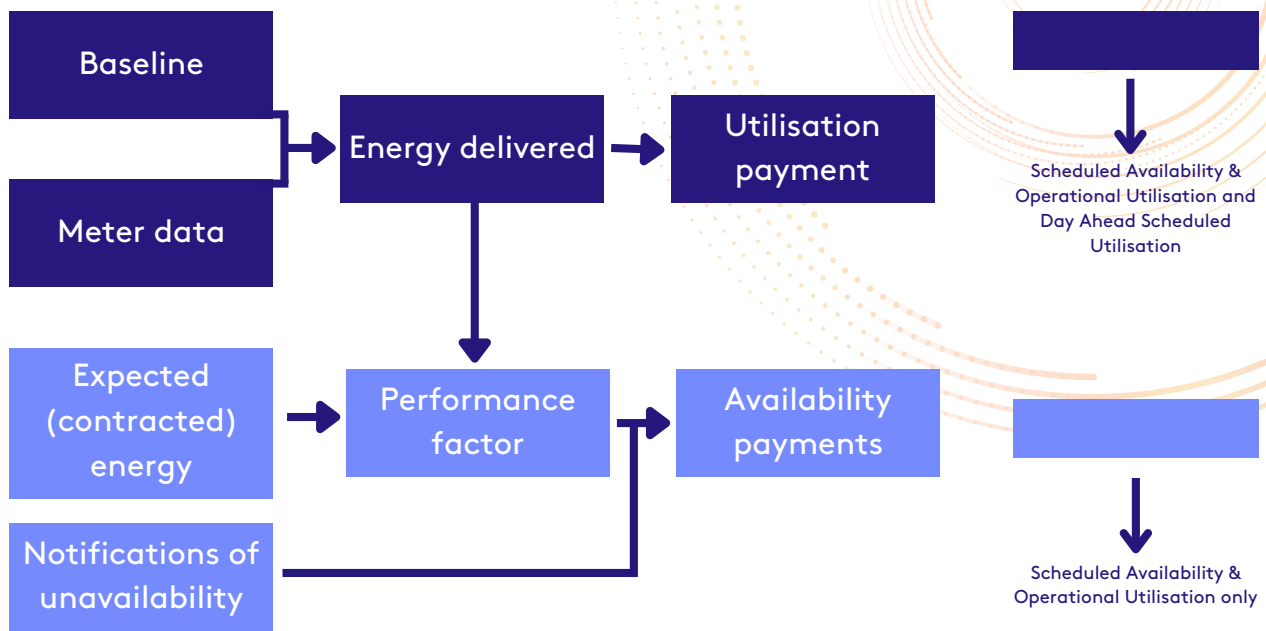 Baseline
Meter data
Energy delivered
Utilisation
payment
Scheduled Availability &
Operational Utilisation and
Day Ahead Scheduled
Utilisation
Expected
(contracted)
energy
Performance
factor
Availability
payments
Notifications of
unavailability
Scheduled Availability &
Operational Utilisation only